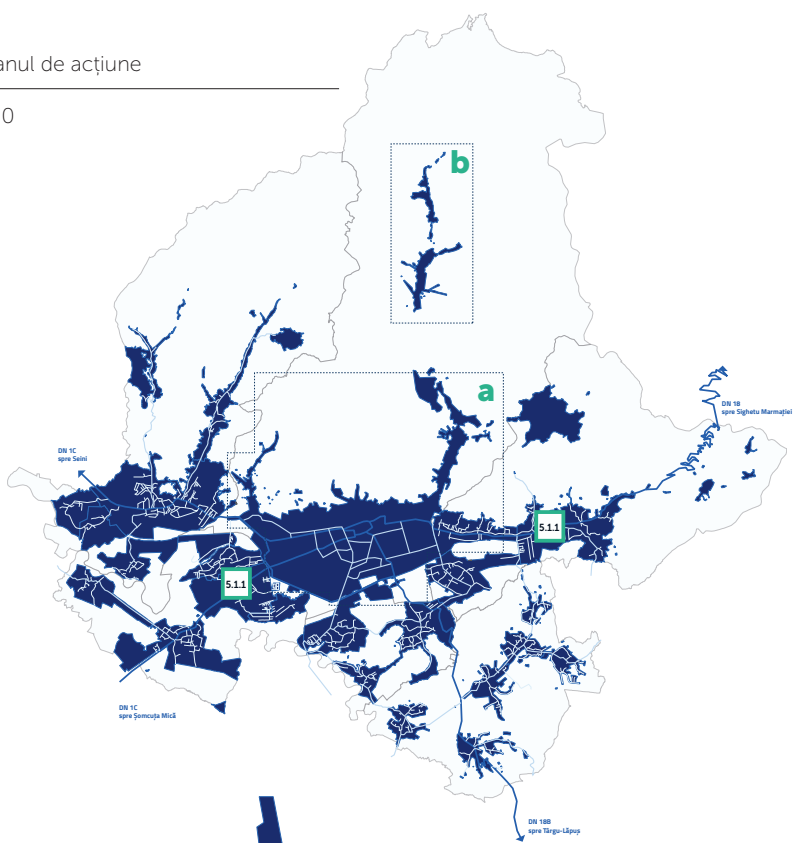 anul de acțiune
0
b
a
DN 1B
spre Sighetu Marmației
DN 1C
spre Seini
5.1.1
5.1.1
DN 1C
spre Șomcuta Mică
DN 18B
spre Târgu-Lăpuș